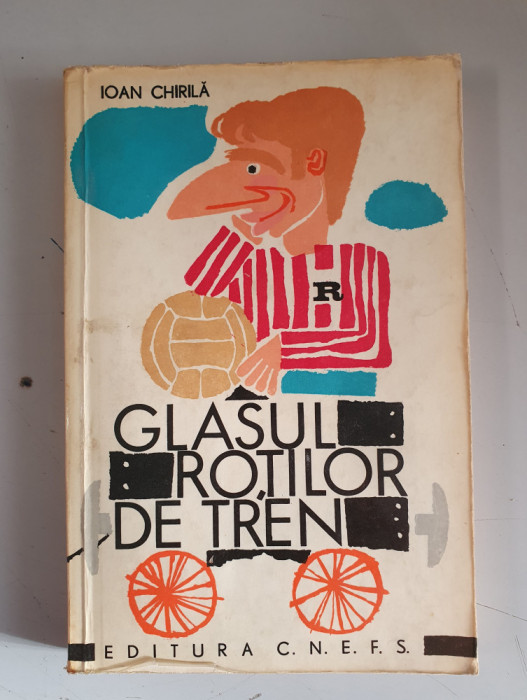 IOAN CHIRILĂ
R
GLASUL
ROȚILOR
DE TREN
EDITURA C.N.E.F.S.